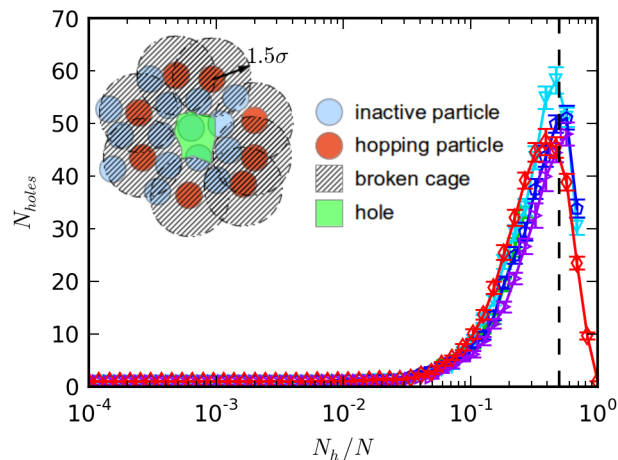 70
60
50
40
30
20
10
0
N_holes
1.5σ
inactive particle
hopping particle
broken cage
hole
10^-4
10^-3
10^-2
10^-1
10^0
N_h/N